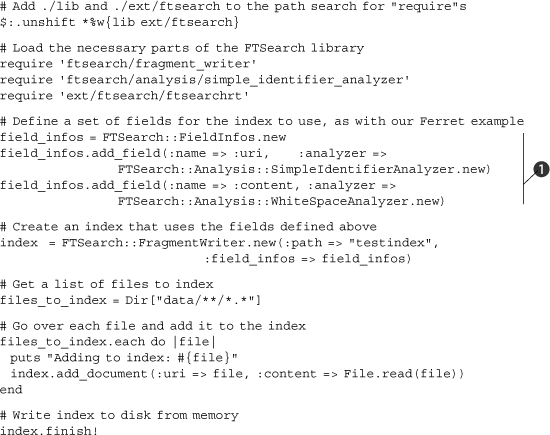 # Add ./lib and ./ext/ftsearch to the path search for "require"s
$:.unshift *%w{lib ext/ftsearch}
# Load the necessary parts of the FTSearch library
require 'ftsearch/fragment_writer'
require 'ftsearch/analysis/simple_identifier_analyzer'
require 'ext/ftsearch/ftsearchrt'
# Define a set of fields for the index to use, as with our Ferret example
field_infos = FTSearch::FieldInfos.new
field_infos.add_field(:name => :uri, :analyzer =>
FTSearch::Analysis::SimpleIdentifierAnalyzer.new)
field_infos.add_field(:name => :content, :analyzer =>
FTSearch::Analysis::WhiteSpaceAnalyzer.new)
1
# Create an index that uses the fields defined above
index = FTSearch::FragmentWriter.new(:path => "testindex",
:field_infos => field_infos)
# Get a list of files to index
files_to_index = Dir["data/**/*.*"]
# Go over each file and add it to the index
files_to_index.each do |file|
puts "Adding to index: #{file}"
index.add_document(:uri => file, :content => File.read(file))
end
# Write index to disk from memory
index.finish!